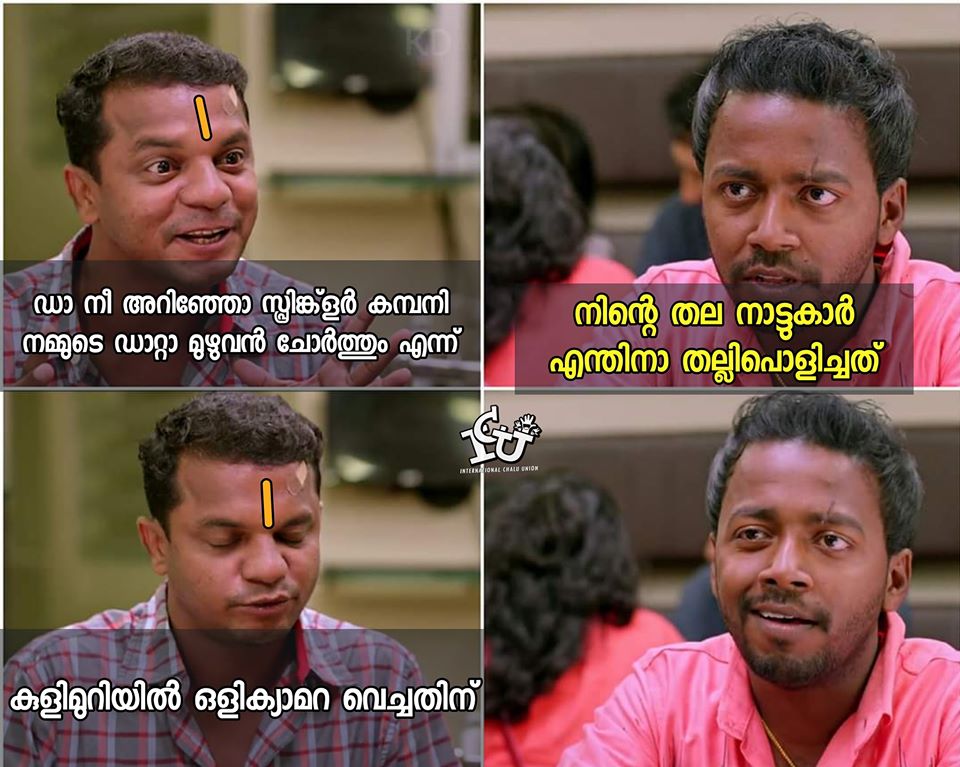 KD
ഡാ നീ അറിഞ്ഞോ സ്പ്രിങ്ക്ളർ കമ്പനി
നമ്മുടെ ഡാറ്റാ മുഴുവൻ ചോർത്തും എന്ന്
നിന്റെ തല നാട്ടുകാർ
എന്തിനാ തല്ലിപൊളിച്ചത്
ICU
INTERNATIONAL CHALU UNION
കുളിമുറിയിൽ ഒളിക്യാമറ വെച്ചതിന്